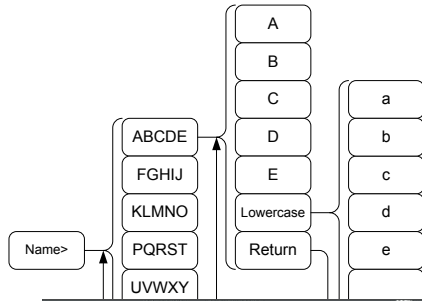 Name>
ABCDE
FGHIJ
KLMNO
PQRST
UVWXY
A
B
C
D
E
Lowercase
Return
a
b
c
d
e